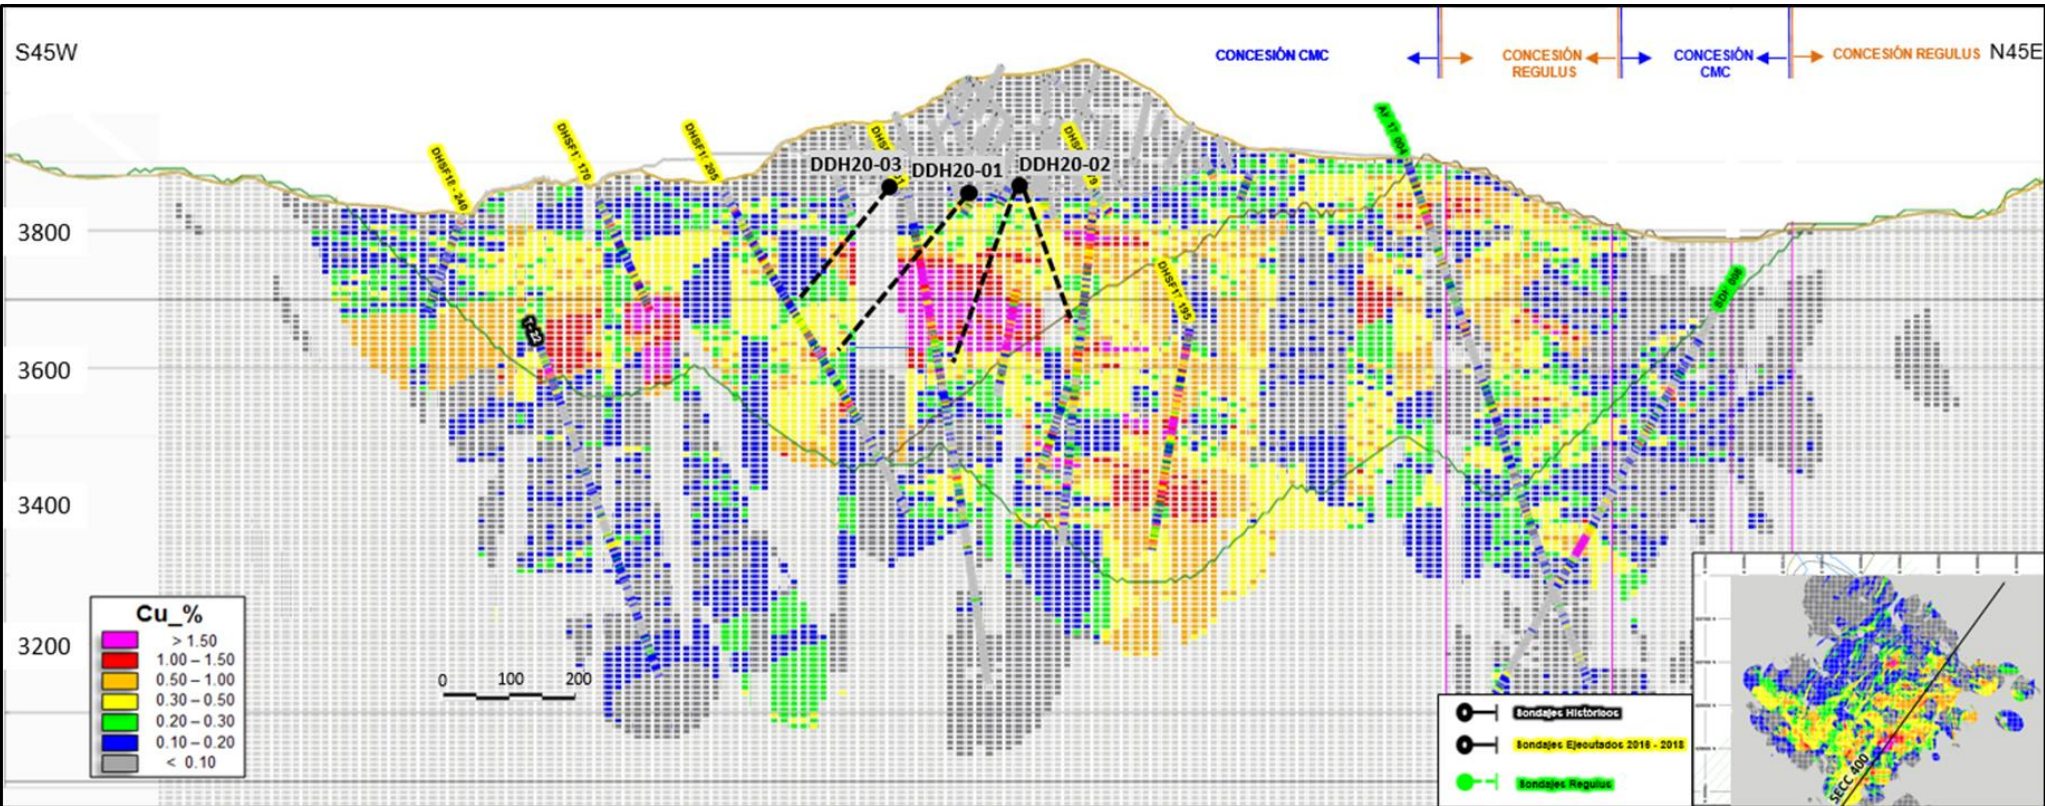 S45W
CONCESIÓN CMC
CONCESIÓN
REGULUS
CONCESIÓN
CMC
CONCESIÓN REGULUS
N45E
DDH20-03
DDH20-01
DDH20-02
3800
3600
3400
3200
Cu_%
> 1.50
1.00 – 1.50
0.50 – 1.00
0.30 – 0.50
0.20 – 0.30
0.10 – 0.20
< 0.10
0 100 200
Sondajes Históricos
Sondajes Ejecutados 2016 - 2018
Sondajes Regulus
SECC 400